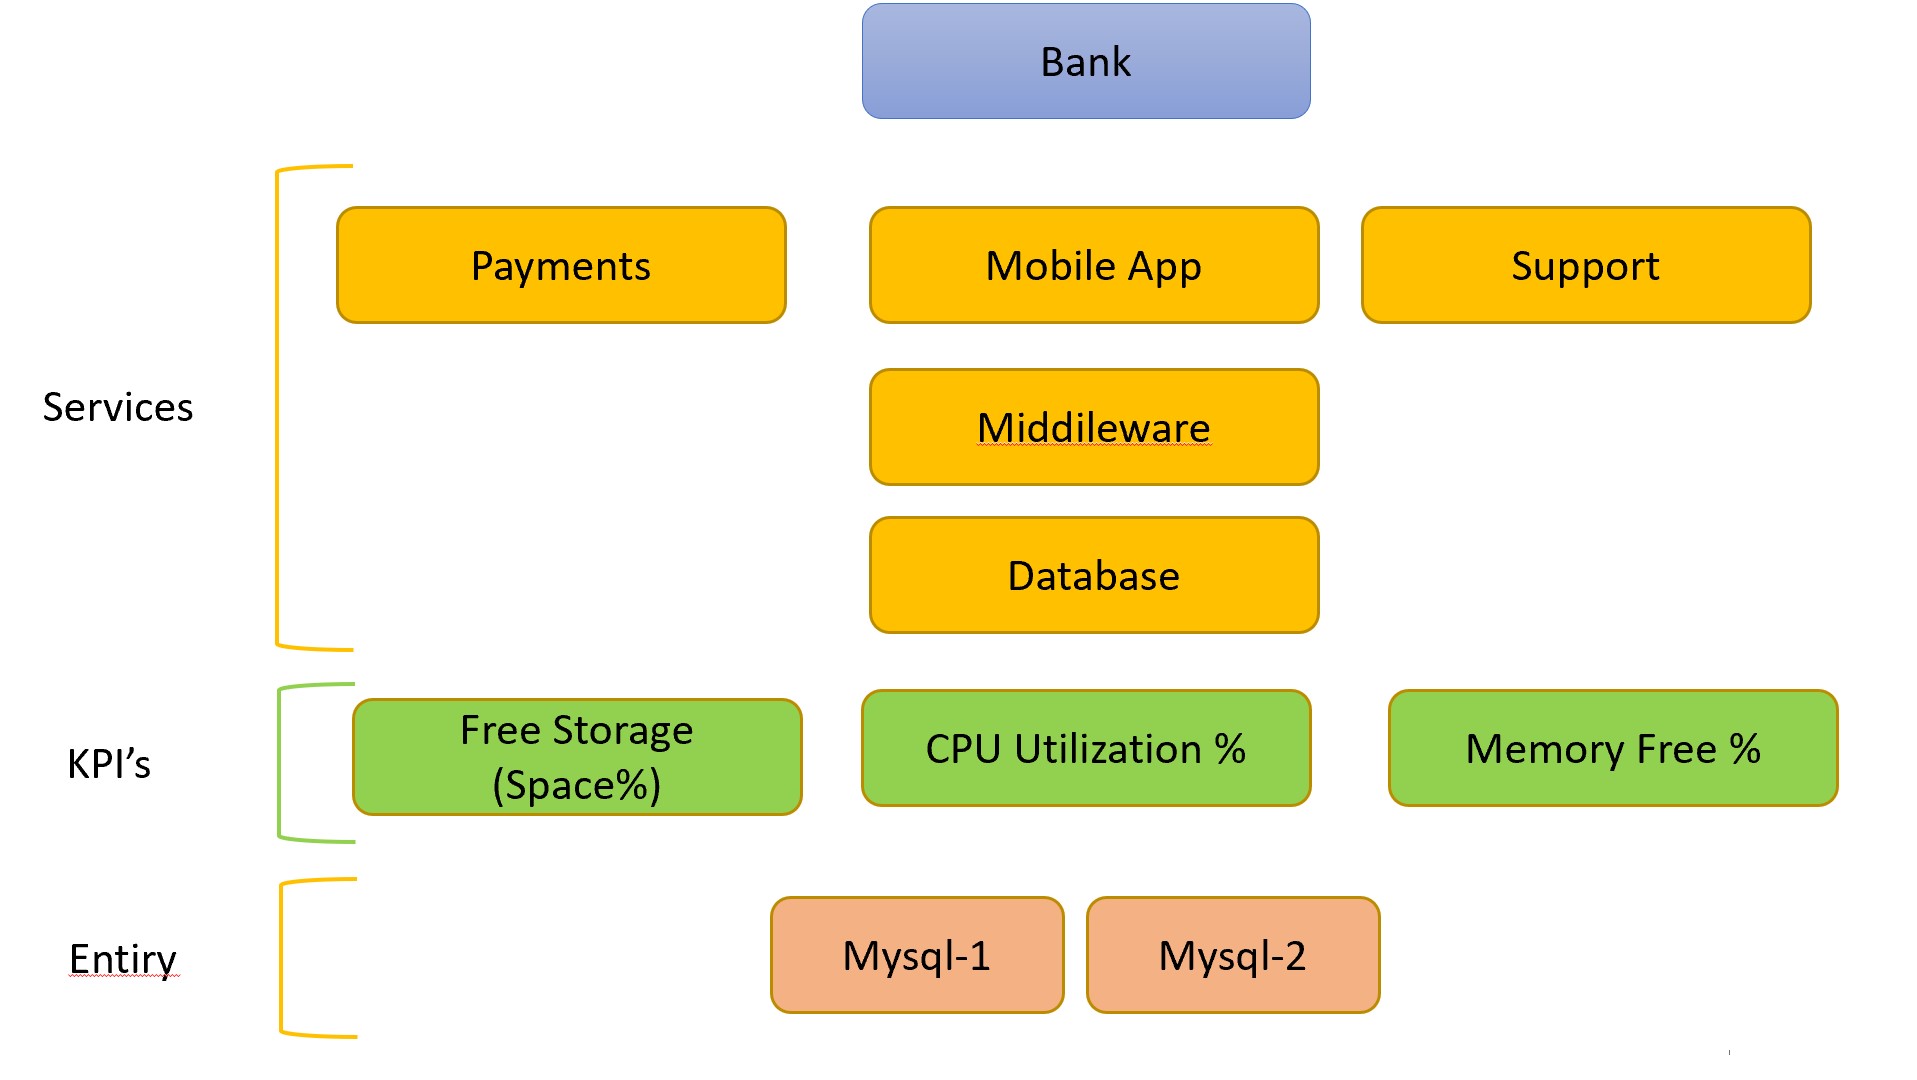 Bank
Payments
Mobile App
Support
Services
Middileware
Database
Free Storage
(Space%)
CPU Utilization %
Memory Free %
KPI’s
Entiry
Mysql-1
Mysql-2